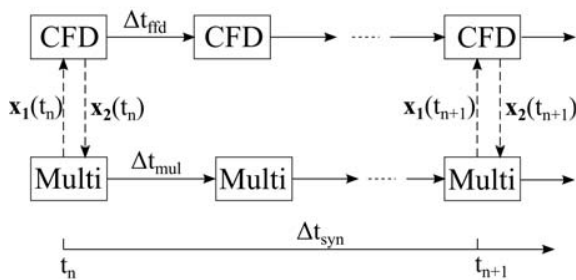 CFD Δt_ffd CFD CFD
x₁(tₙ) x₂(tₙ) x₁(tₙ₊₁) x₂(tₙ₊₁)
Multi Δt_mul Multi Multi
Δt_syn
tₙ tₙ₊₁